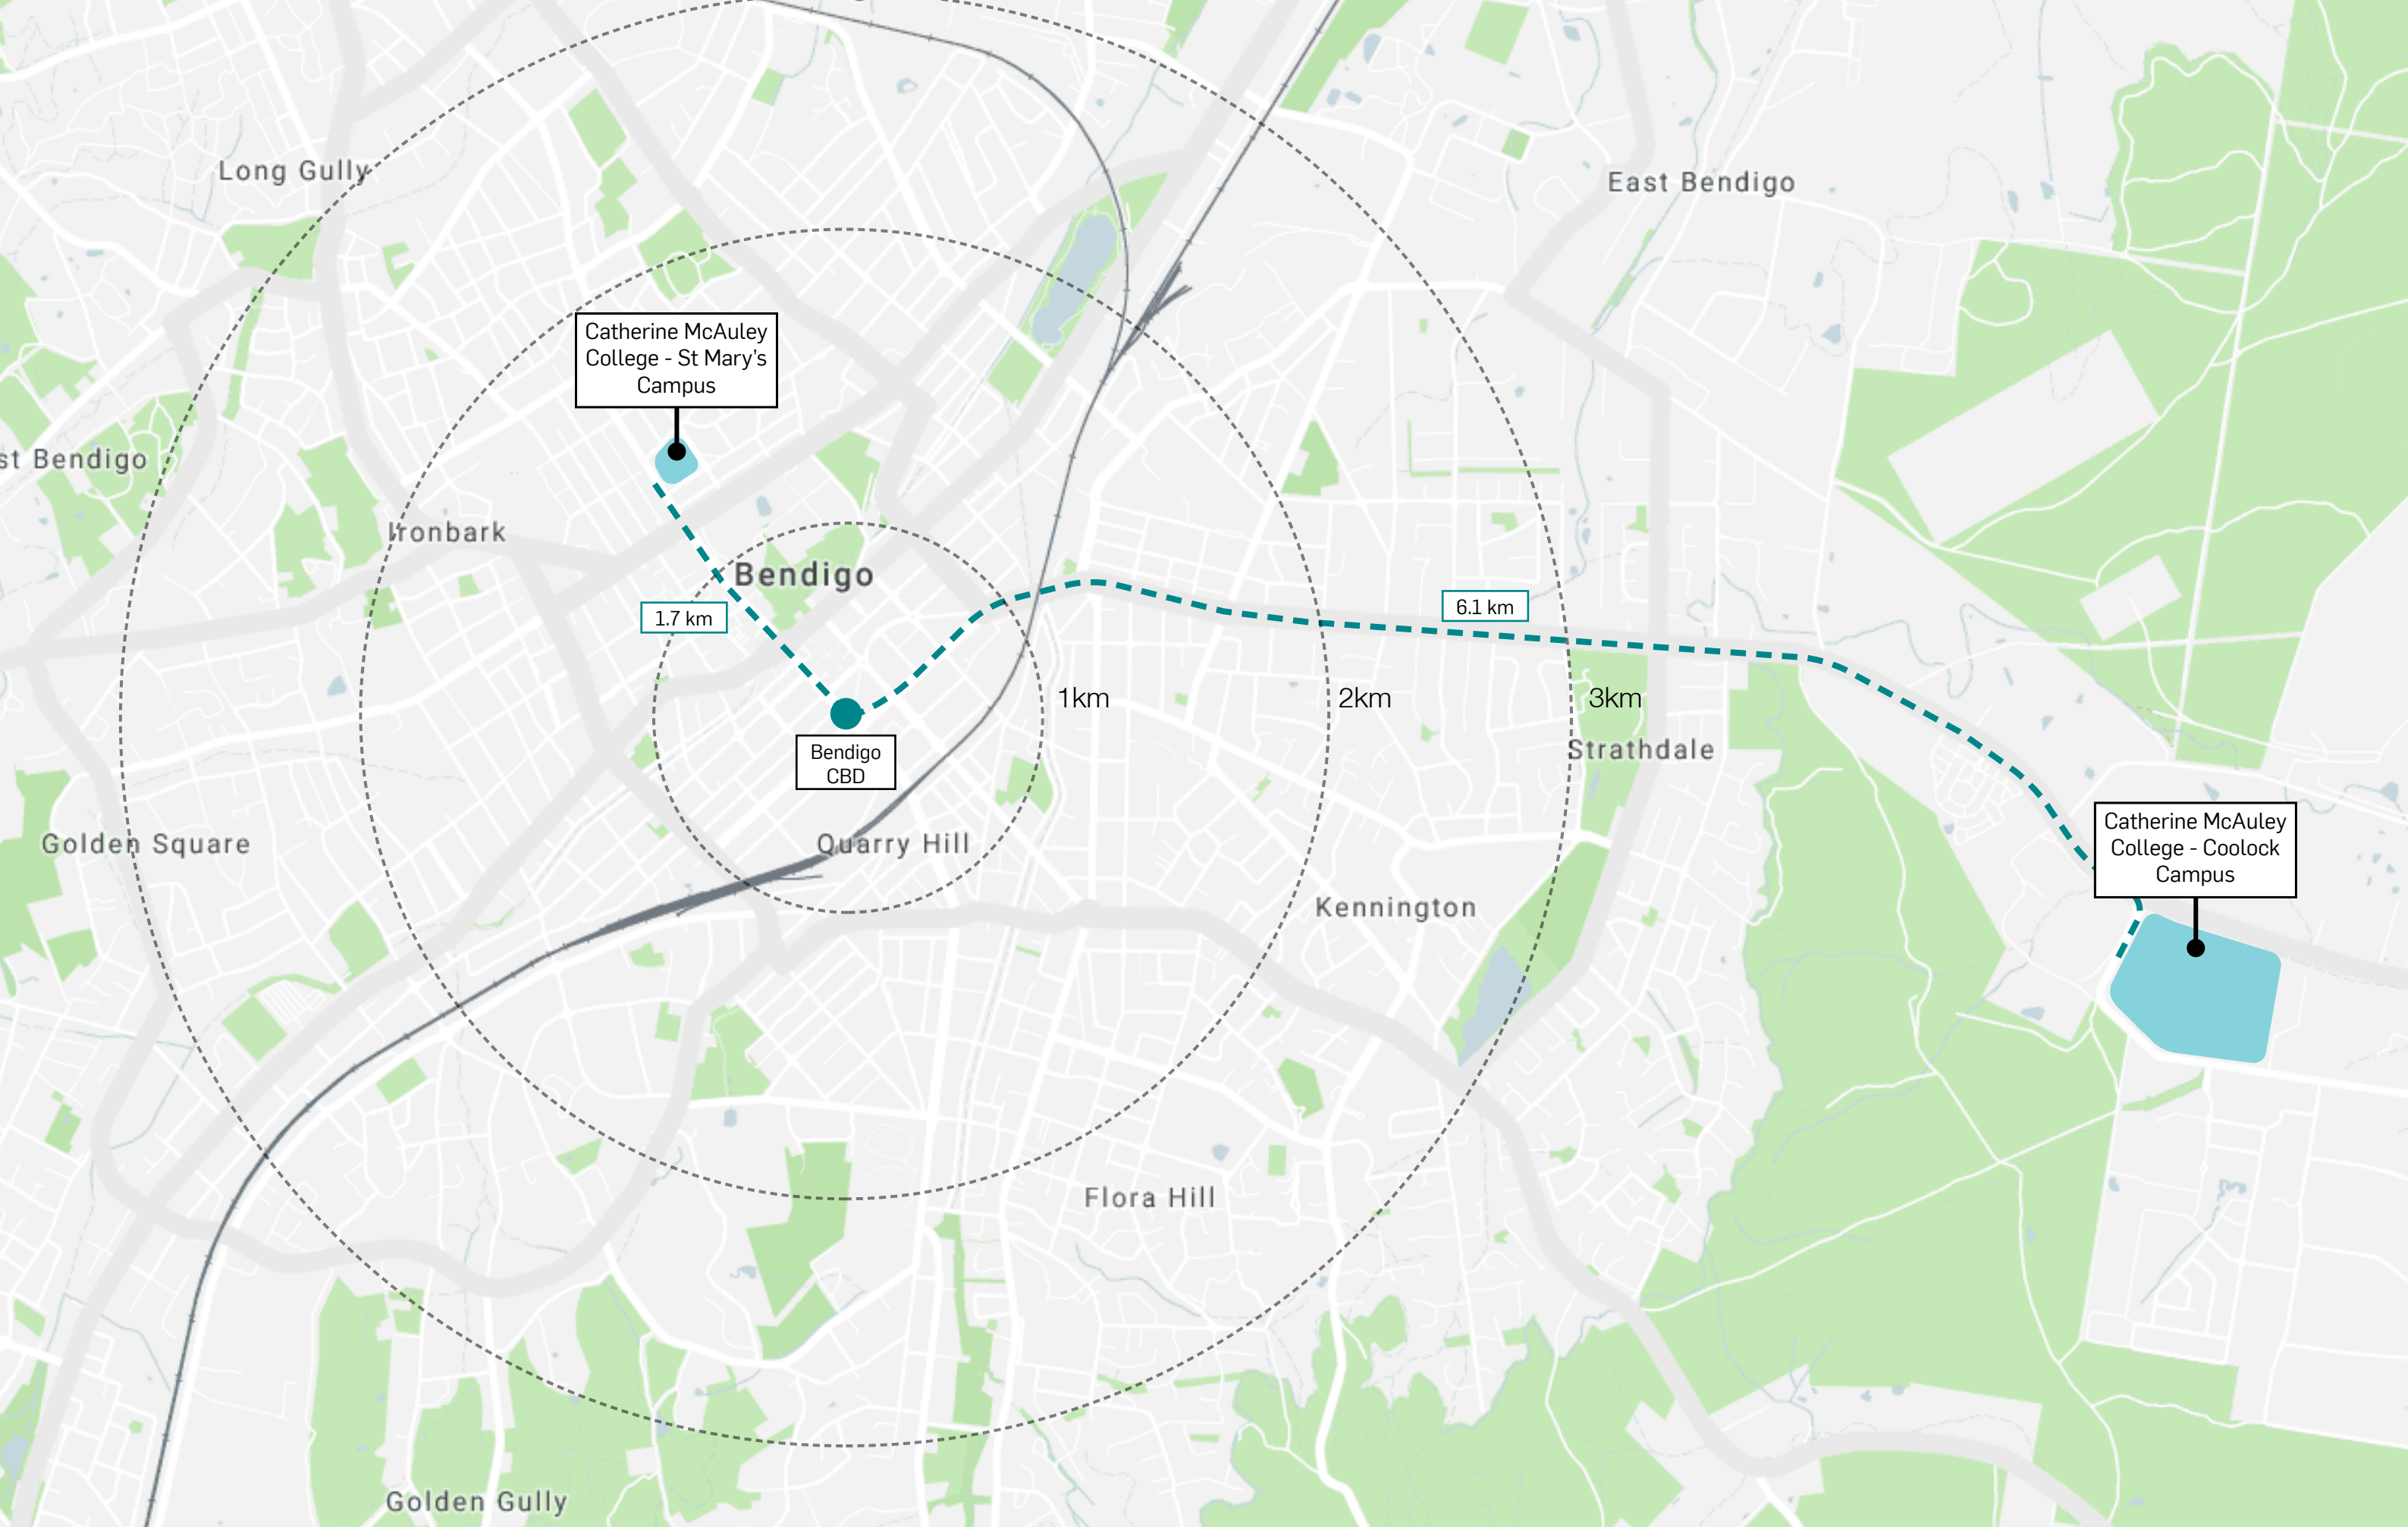 Long Gully
East Bendigo
Catherine McAuley
College - St Mary's
Campus
st Bendigo
Ironbark
Bendigo
1.7 km
6.1 km
1km
2km
3km
Bendigo
CBD
Strathdale
Golden Square
Quarry Hill
Catherine McAuley
College - Coolock
Campus
Kennington
Flora Hill
Golden Gully